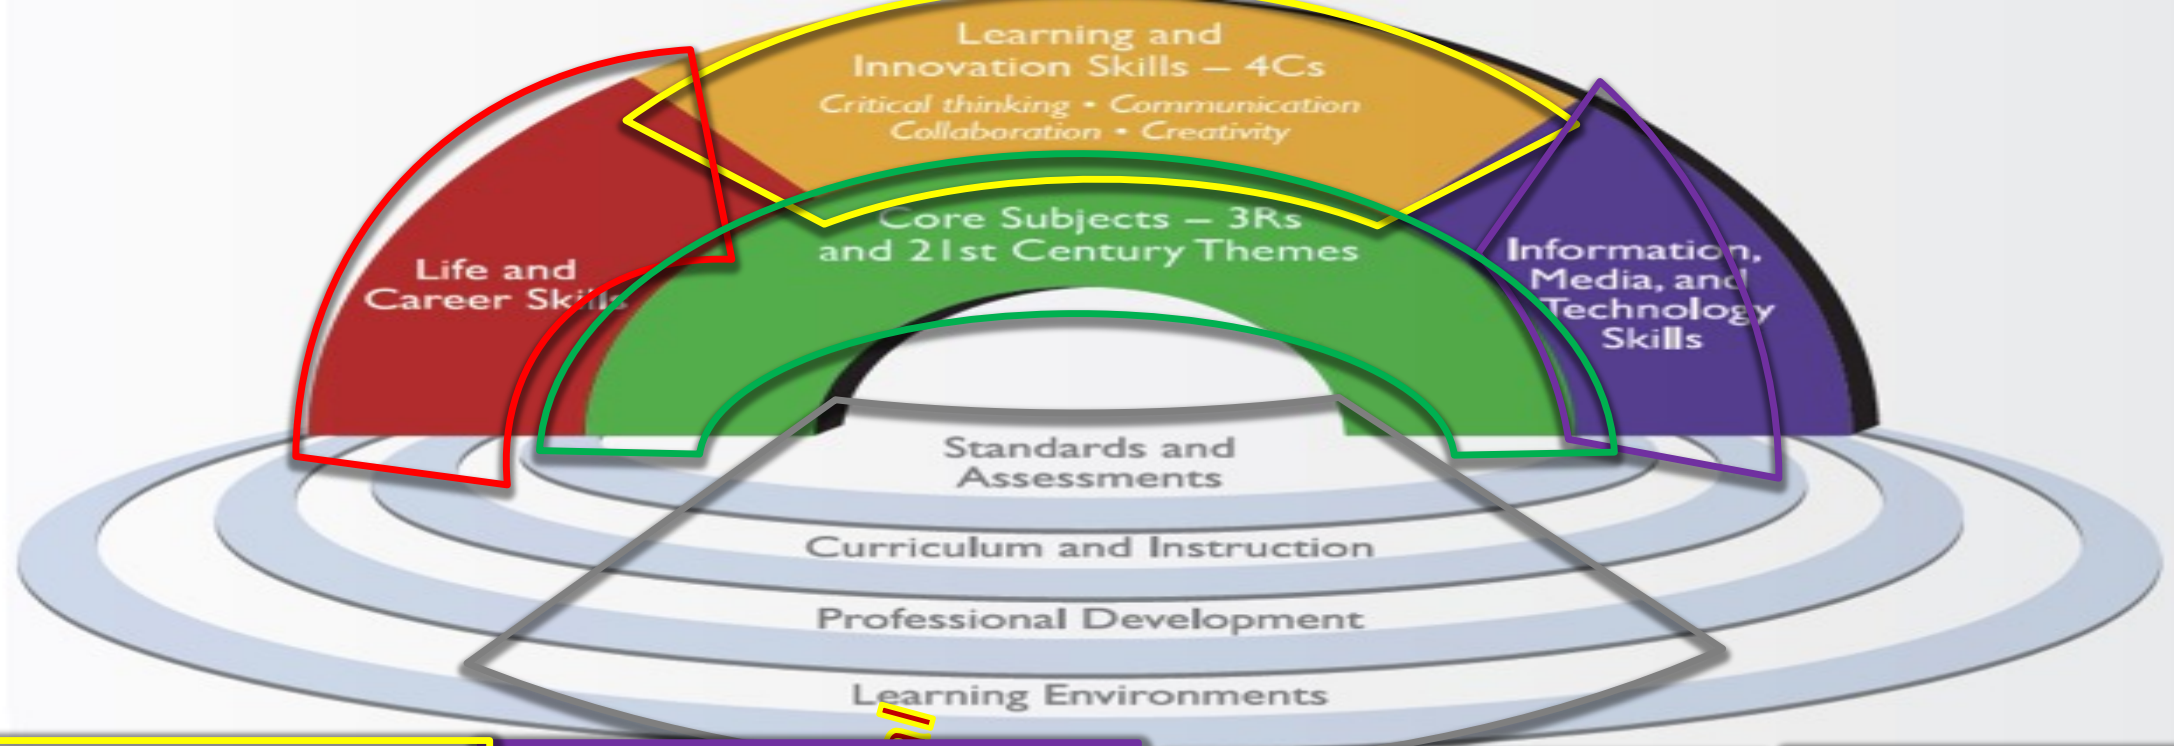 Learning and
Innovation Skills – 4Cs
Critical thinking • Communication
Collaboration • Creativity
Core Subjects – 3Rs
and 21st Century Themes
Life and
Career Skills
Information,
Media, and
Technology
Skills
Standards and
Assessments
Curriculum and Instruction
Professional Development
Learning Environments